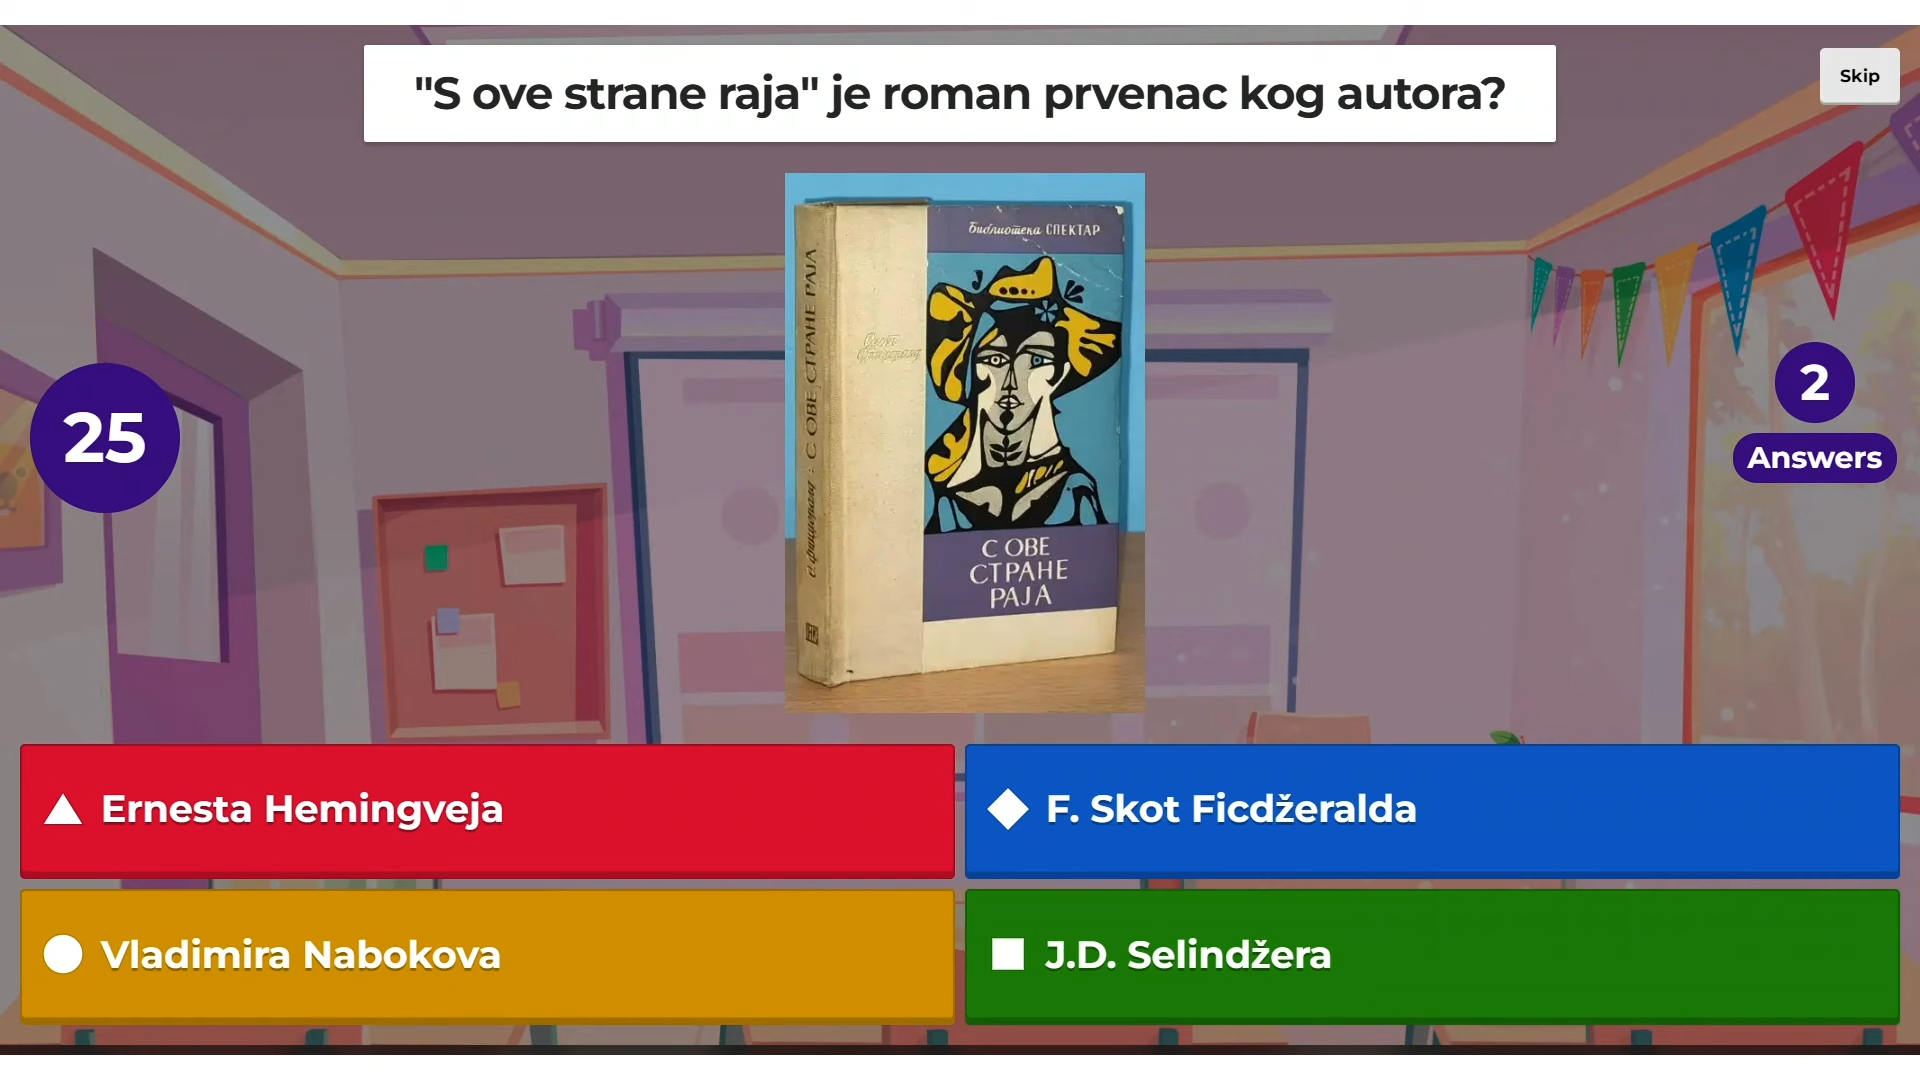 "S ove strane raja" je roman prvenac kog autora?
Skip
Библиотека СПЕКТАР
С ОВЕ СТРАНЕ РАЈА
С ОВЕ
СТРАНЕ
РАЈА
25
2
Answers
Ernesta Hemingveja
F. Skot Ficdžeralda
Vladimira Nabokova
J.D. Selindžera